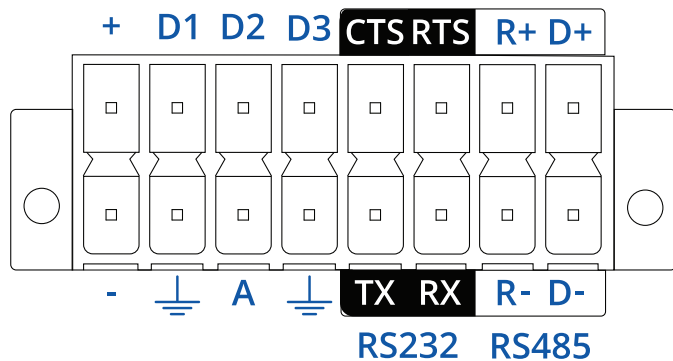 + D1 D2 D3 CTS RTS R+ D+
- A TX RX R- D-
RS232 RS485